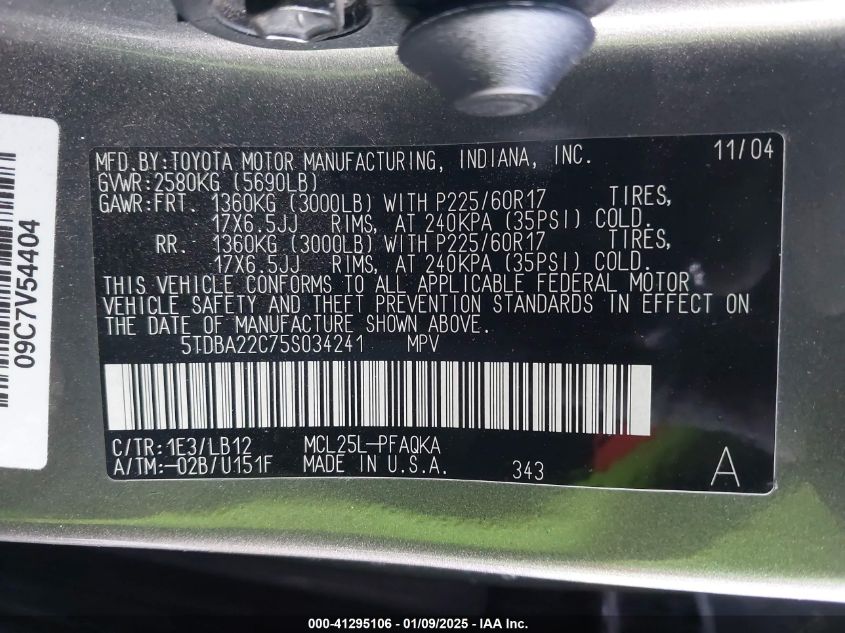 MFD.BY:TOYOTA MOTOR MANUFACTURING, INDIANA, INC. 11/04
GVWR:2580KG (5690LB)
GAWR:FRT. 1360KG (3000LB) WITH P225/60R17 TIRES,
17X6.5JJ RIMS, AT 240KPA (35PSI) COLD.
RR. 1360KG (3000LB) WITH P225/60R17 TIRES,
17X6.5JJ RIMS, AT 240KPA (35PSI) COLD.
THIS VEHICLE CONFORMS TO ALL APPLICABLE FEDERAL MOTOR
VEHICLE SAFETY AND THEFT PREVENTION STANDARDS IN EFFECT ON
THE DATE OF MANUFACTURE SHOWN ABOVE.
5TDBA22C75S034241 MPV
C/TR:1E3/LB12 MCL25L-PFAQKA
A/TM:-02B/U151F MADE IN U.S.A. 343 A
09C7V54404
000-41295106 - 01/09/2025 - IAA Inc.